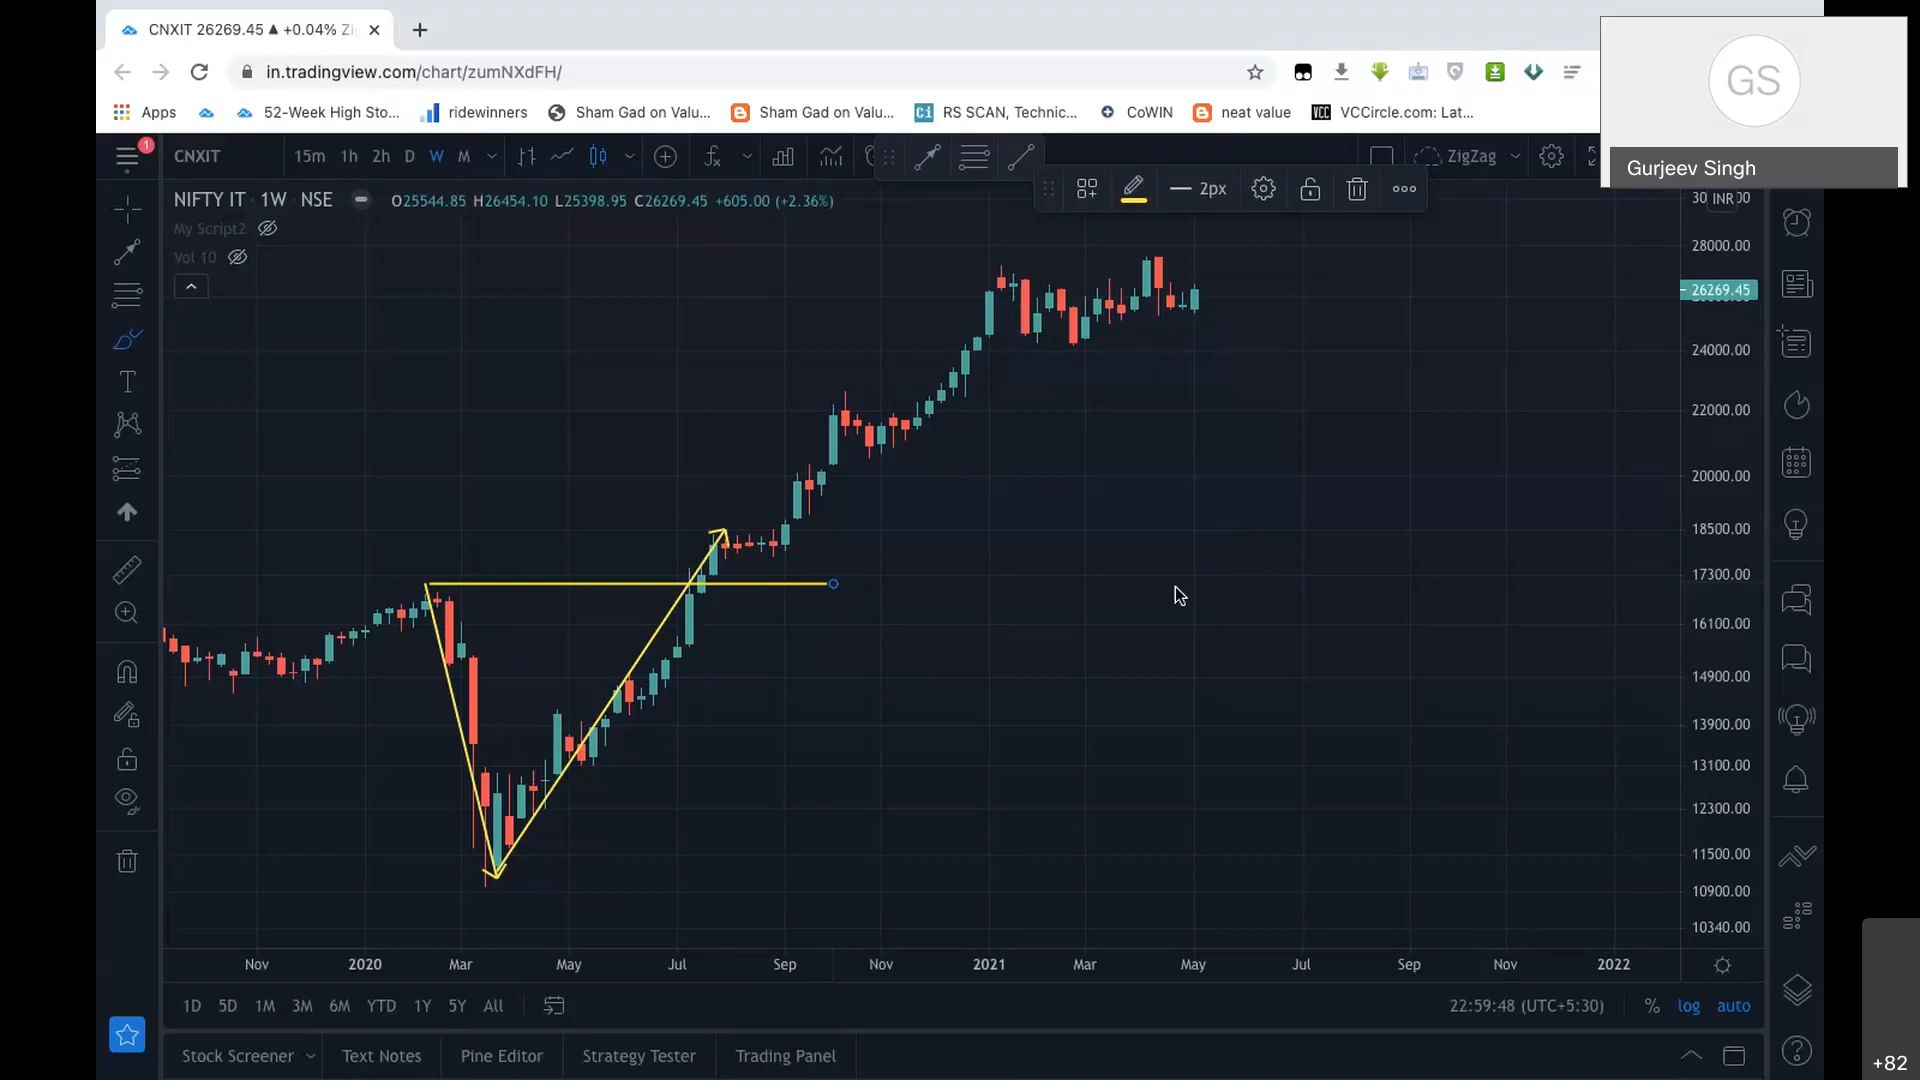 CNXIT 26269.45 ▲ +0.04% Zi
in.tradingview.com/chart/zumNXdFH/
Apps
52-Week High Sto...
ridewinners
Sham Gad on Valu...
Sham Gad on Valu...
Ci
RS SCAN, Technic...
CoWIN
neat value
VCC
VCCircle.com: Lat...
GS
Gurjeev Singh
1
CNXIT
15m 1h 2h D W M
ZigZag
2px
NIFTY IT 1W NSE
O25544.85 H26454.10 L25398.95 C26269.45 +605.00 (+2.36%)
My Script2
Vol 10
INR
28000.00
26269.45
24000.00
22000.00
20000.00
18500.00
17300.00
16100.00
14900.00
13900.00
13100.00
12300.00
11500.00
10900.00
10340.00
Nov 2020 Mar May Jul Sep Nov 2021 Mar May Jul Sep Nov 2022
1D 5D 1M 3M 6M YTD 1Y 5Y All
22:59:48 (UTC+5:30) % log auto
Stock Screener Text Notes Pine Editor Strategy Tester Trading Panel
+82